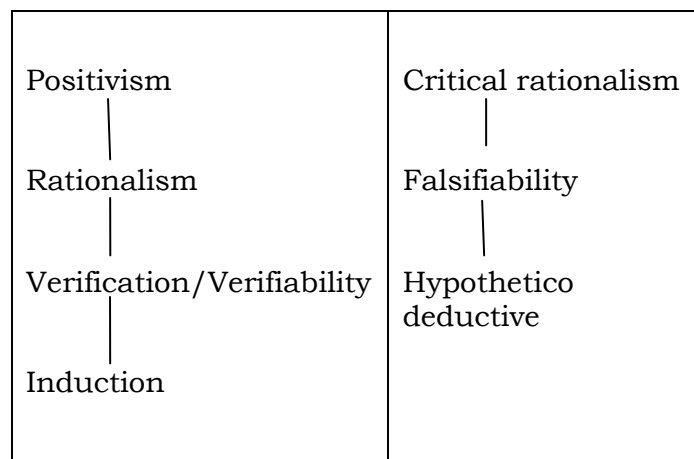 Positivism
Rationalism
Verification/Verifiability
Induction
Critical rationalism
Falsifiability
Hypothetico
deductive